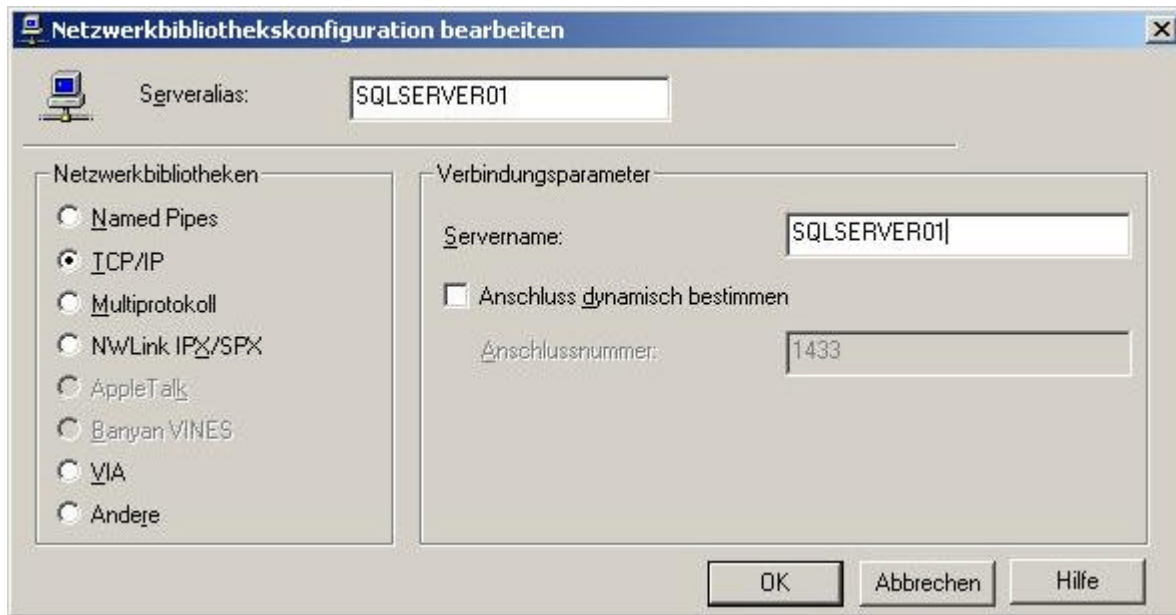 Netzwerkbibliothekskonfiguration bearbeiten
Serveralias: SQLSERVER01
Netzwerkbibliotheken
Named Pipes
TCP/IP
Multiprotokoll
NWLink IPX/SPX
AppleTalk
Banyan VINES
VIA
Andere
Verbindungsparameter
Servername: SQLSERVER01
Anschluss dynamisch bestimmen
Anschlussnummer: 1433
OK Abbrechen Hilfe